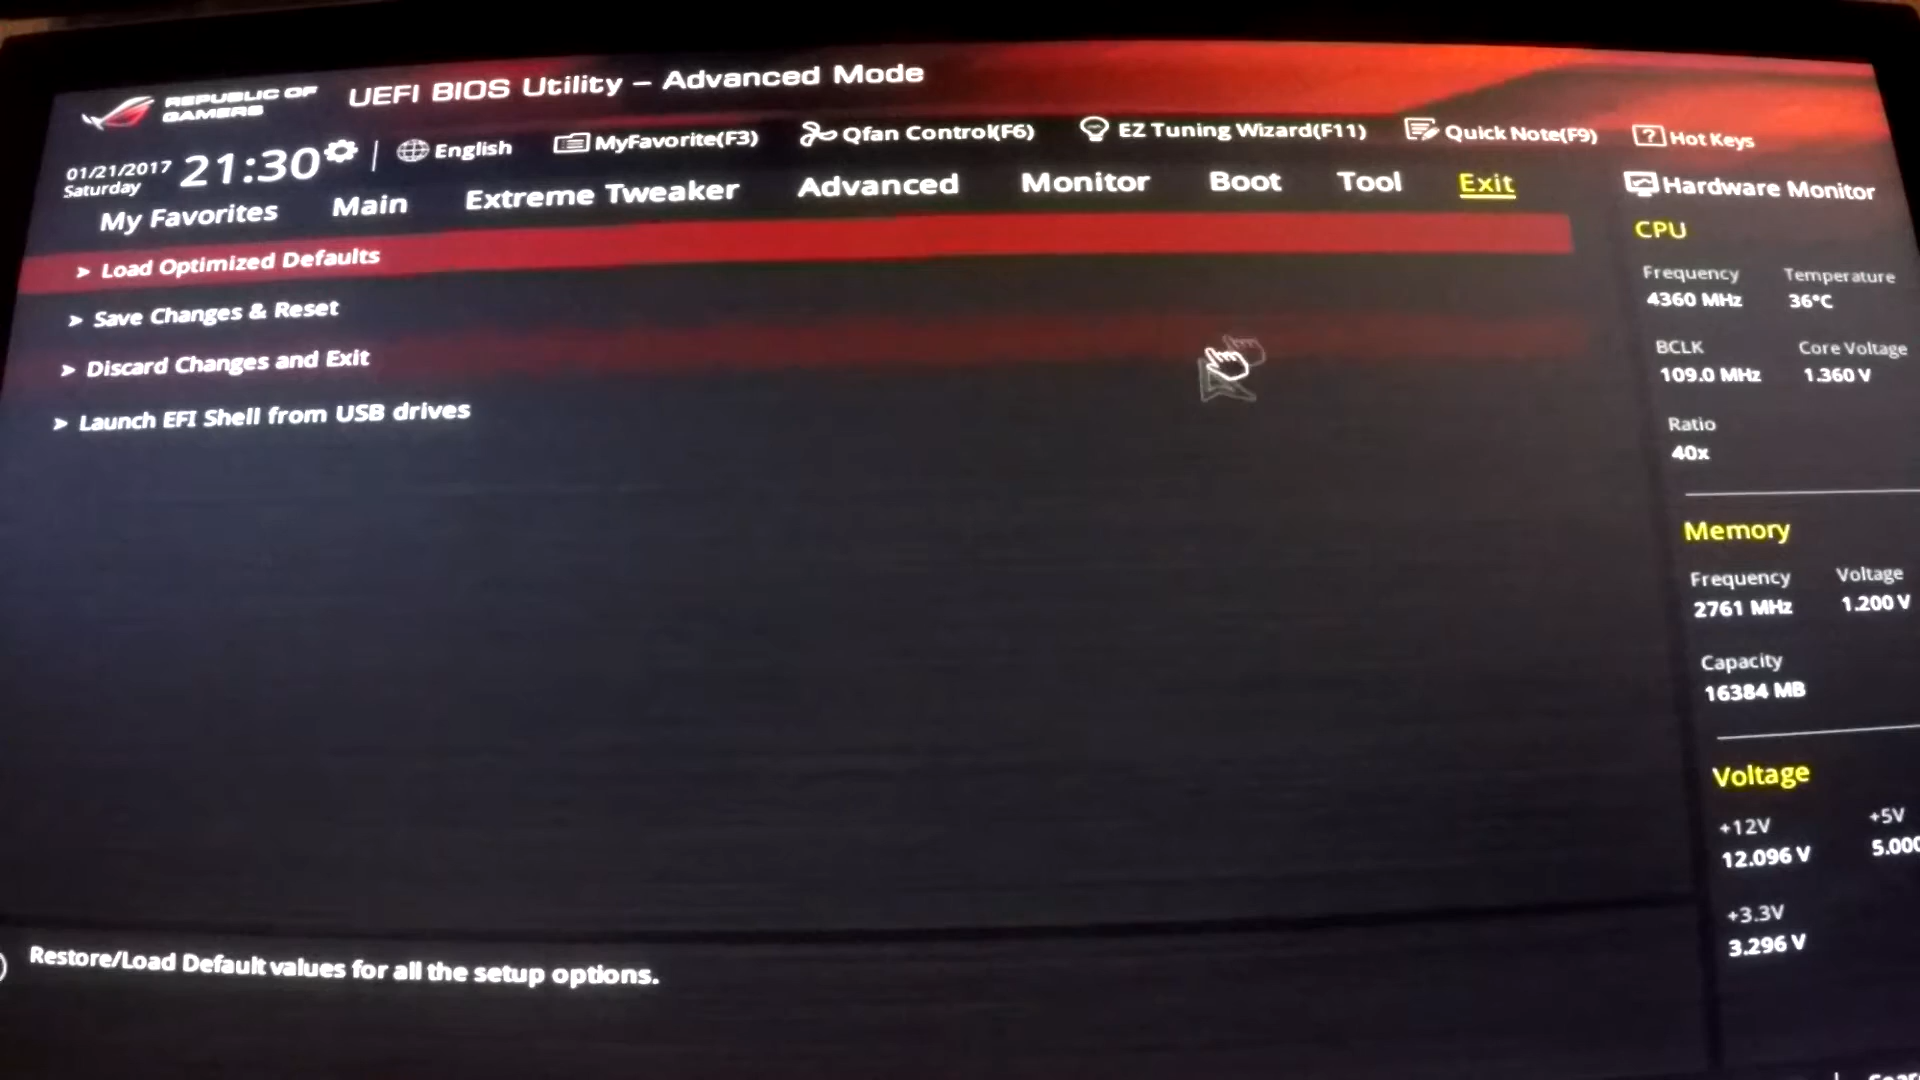 REPUBLIC OF
GAMERS
UEFI BIOS Utility – Advanced Mode
01/21/2017
Saturday
21:30
English
MyFavorite(F3)
Qfan Control(F6)
EZ Tuning Wizard(F11)
Quick Note(F9)
? Hot Keys
My Favorites
Main
Extreme Tweaker
Advanced
Monitor
Boot
Tool
Exit
Hardware Monitor
> Load Optimized Defaults
> Save Changes & Reset
> Discard Changes and Exit
> Launch EFI Shell from USB drives
CPU
Frequency Temperature
4360 MHz 36°C
BCLK Core Voltage
109.0 MHz 1.360 V
Ratio
40x
Memory
Frequency Voltage
2761 MHz 1.200 V
Capacity
16384 MB
Voltage
+12V +5V
12.096 V 5.000
+3.3V
3.296 V
Restore/Load Default values for all the setup options.